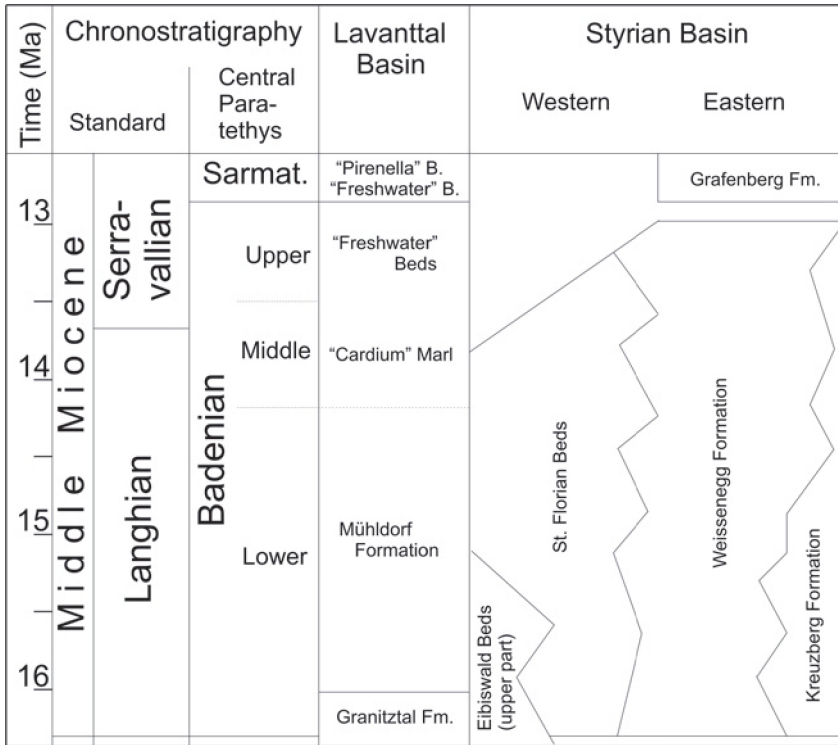 Time (Ma)
Chronostratigraphy
Standard
Central
Para-
tethys
Lavanttal
Basin
Styrian Basin
Western
Eastern
13
14
15
16
Middle Miocene
Serra-
vallian
Langhian
Sarmat.
Badenian
Upper
Middle
Lower
“Pirenella” B.
“Freshwater” B.
“Freshwater”
Beds
“Cardium” Marl
Mühldorf
Formation
Granitztal Fm.
Eibiswald Beds
(upper part)
St. Florian Beds
Weissenegg Formation
Grafenberg Fm.
Kreuzberg Formation